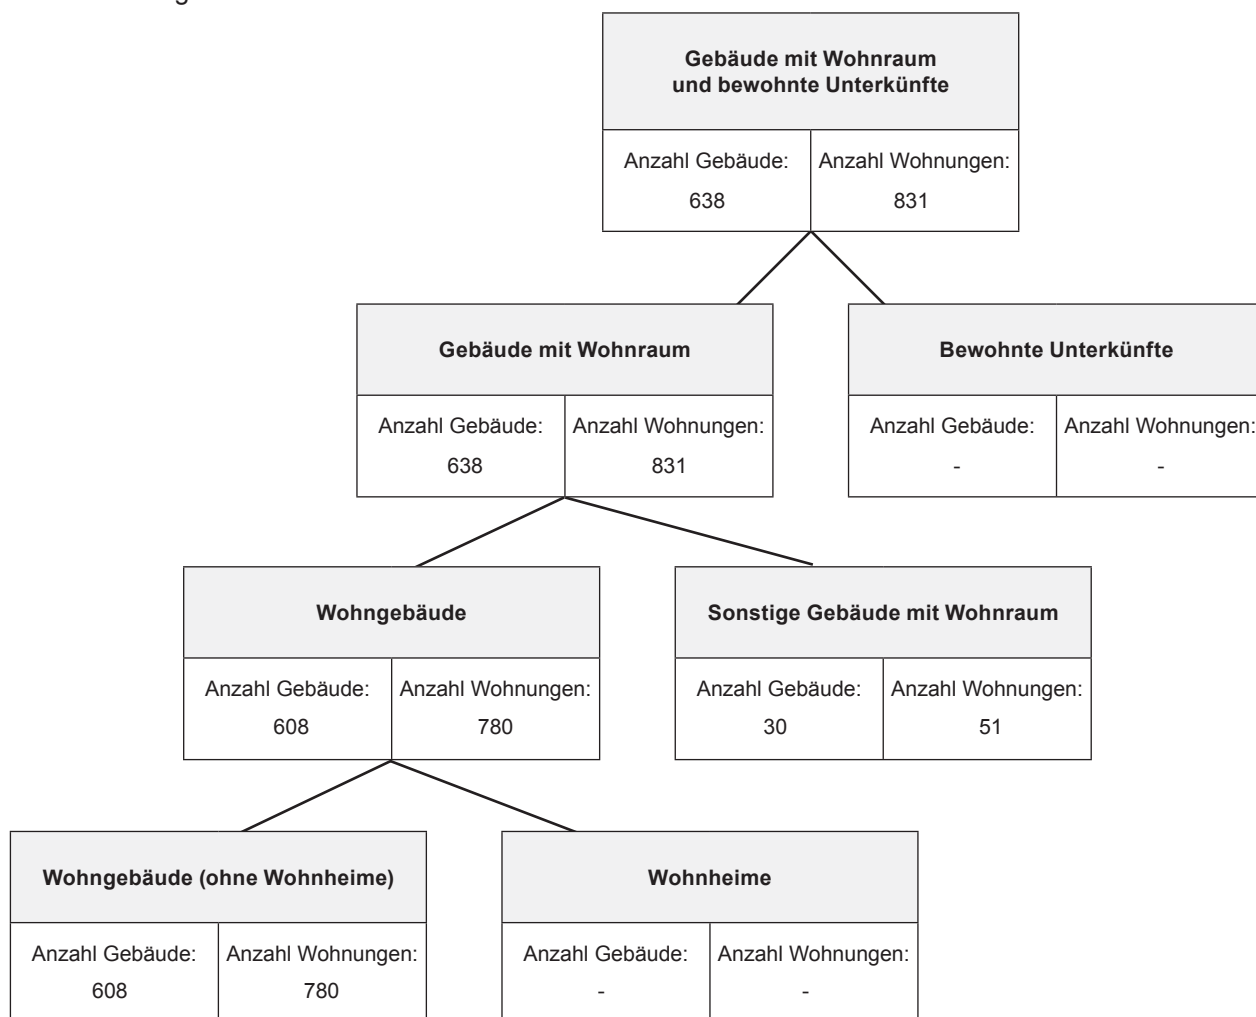 Gebäude mit Wohnraum
und bewohnte Unterkünfte
Anzahl Gebäude: Anzahl Wohnungen:
638 831
Gebäude mit Wohnraum Bewohnte Unterkünfte
Anzahl Gebäude: Anzahl Wohnungen: Anzahl Gebäude: Anzahl Wohnungen:
638 831 - -
Wohngebäude Sonstige Gebäude mit Wohnraum
Anzahl Gebäude: Anzahl Wohnungen: Anzahl Gebäude: Anzahl Wohnungen:
608 780 30 51
Wohngebäude (ohne Wohnheime) Wohnheime
Anzahl Gebäude: Anzahl Wohnungen: Anzahl Gebäude: Anzahl Wohnungen:
608 780 - -